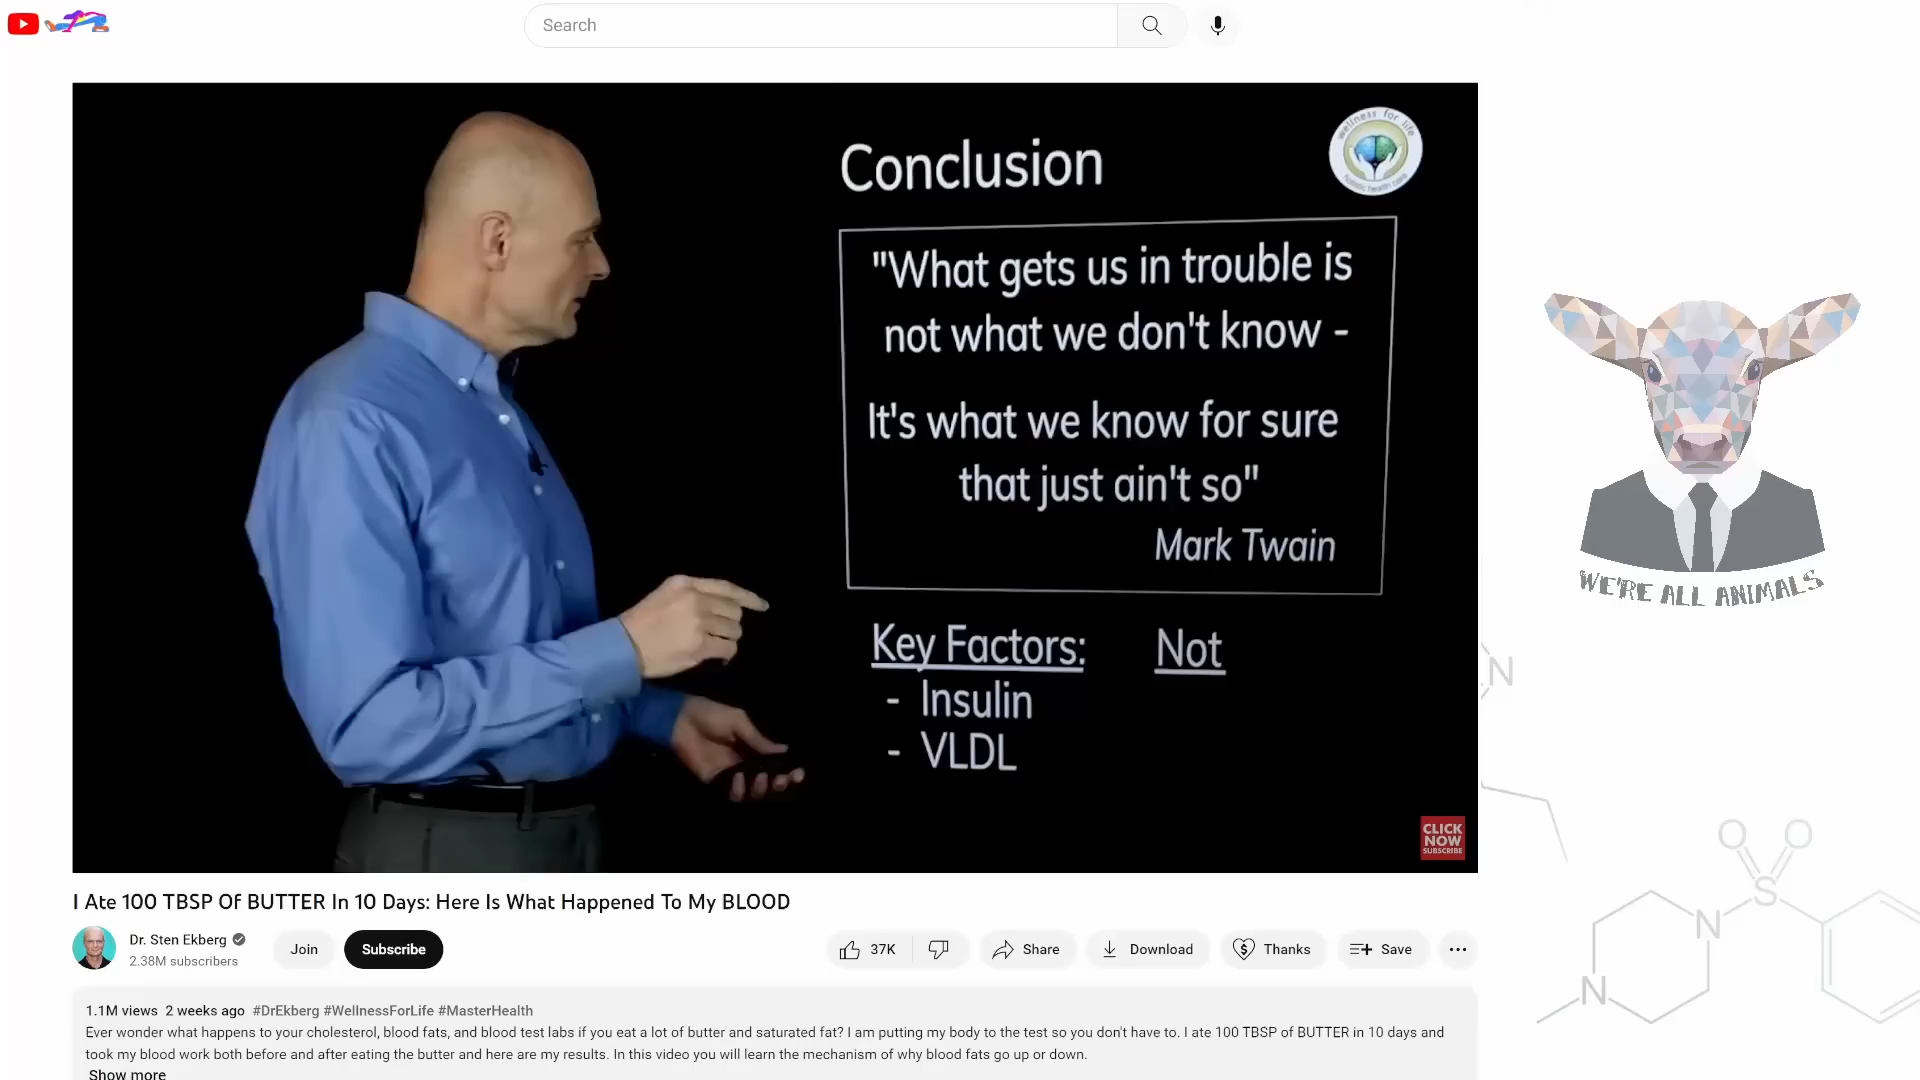 Search
wellness for life
holistic health care
Conclusion
"What gets us in trouble is
not what we don't know -
It's what we know for sure
that just ain't so"
Mark Twain
Key Factors: Not
- Insulin
- VLDL
CLICK
NOW
SUBSCRIBE
WE'RE ALL ANIMALS
N
O O
S
N
N
I Ate 100 TBSP Of BUTTER In 10 Days: Here Is What Happened To My BLOOD
Dr. Sten Ekberg
2.38M subscribers
Join
Subscribe
37K
Share
Download
Thanks
Save
1.1M views 2 weeks ago #DrEkberg #WellnessForLife #MasterHealth
Ever wonder what happens to your cholesterol, blood fats, and blood test labs if you eat a lot of butter and saturated fat? I am putting my body to the test so you don't have to. I ate 100 TBSP of BUTTER in 10 days and
took my blood work both before and after eating the butter and here are my results. In this video you will learn the mechanism of why blood fats go up or down.
Show more